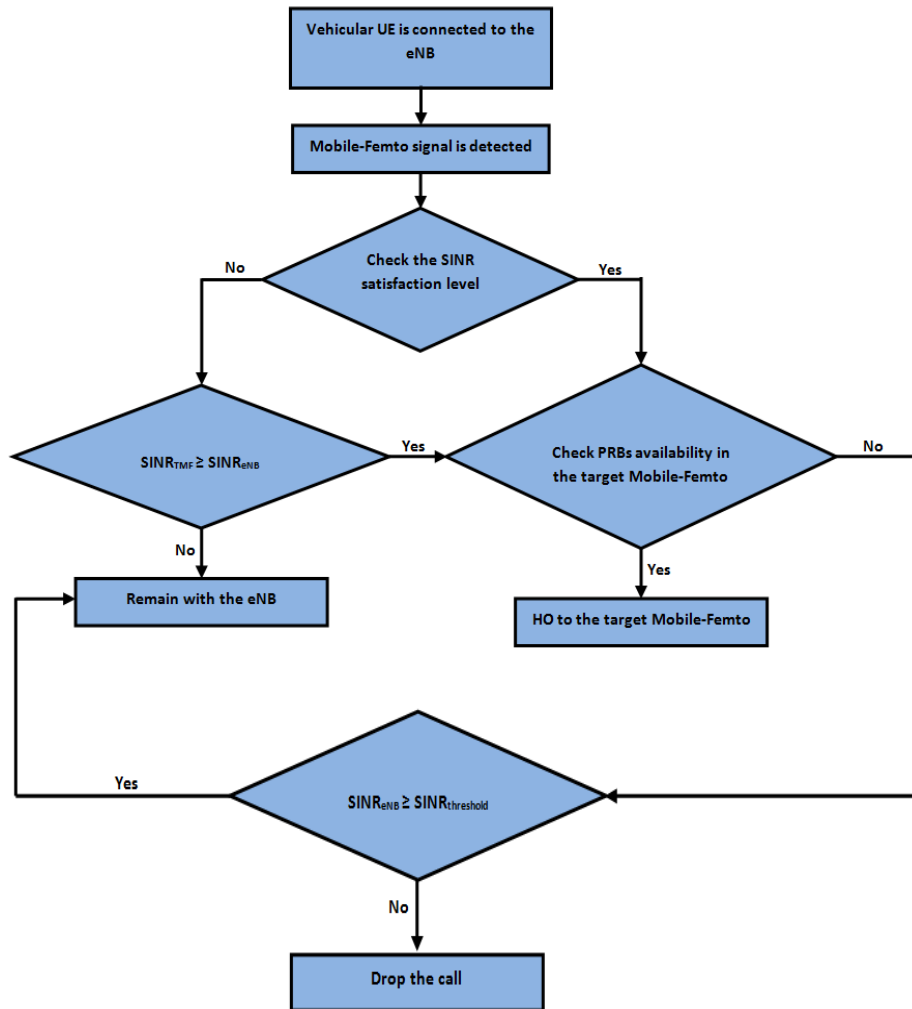 Vehicular UE is connected to the
eNB
Mobile-Femto signal is detected
Check the SINR
satisfaction level
No
Yes
SINRTMF ≥ SINReNB
Yes
Check PRBs availability in
the target Mobile-Femto
No
No
Yes
Remain with the eNB
HO to the target Mobile-Femto
Yes
SINReNB ≥ SINRthreshold
No
Drop the call